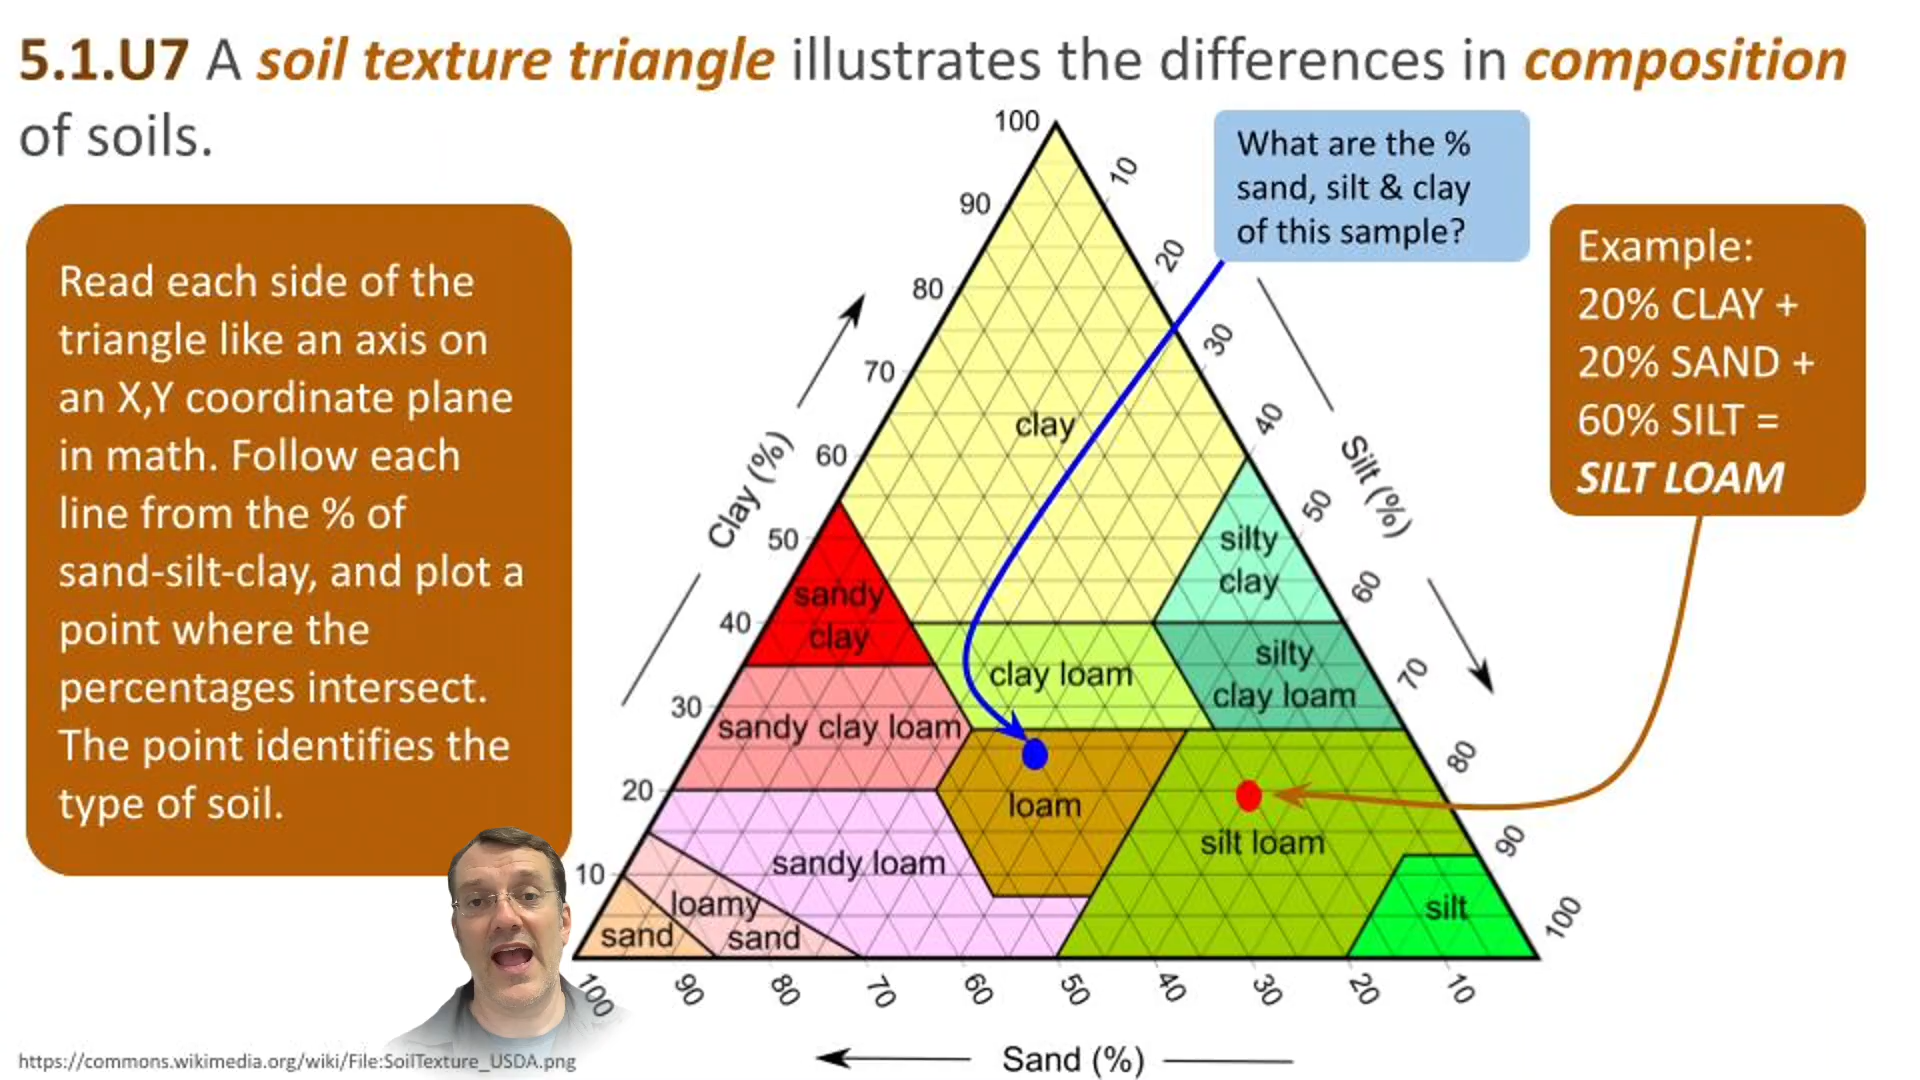 5.1.U7 A soil texture triangle illustrates the differences in composition
of soils.
Read each side of the
triangle like an axis on
an X,Y coordinate plane
in math. Follow each
line from the % of
sand-silt-clay, and plot a
point where the
percentages intersect.
The point identifies the
type of soil.
What are the %
sand, silt & clay
of this sample?
Example:
20% CLAY +
20% SAND +
60% SILT =
SILT LOAM
100
90
80
70
60
50
40
30
20
10
Clay (%)
10
20
30
40
50
60
70
80
90
100
Silt (%)
clay
silty
clay
sandy
clay
clay loam
silty
clay loam
sandy clay loam
loam
silt loam
sandy loam
loamy
sand
sand
silt
100
90
80
70
60
50
40
30
20
10
Sand (%)
https://commons.wikimedia.org/wiki/File:SoilTexture_USDA.png